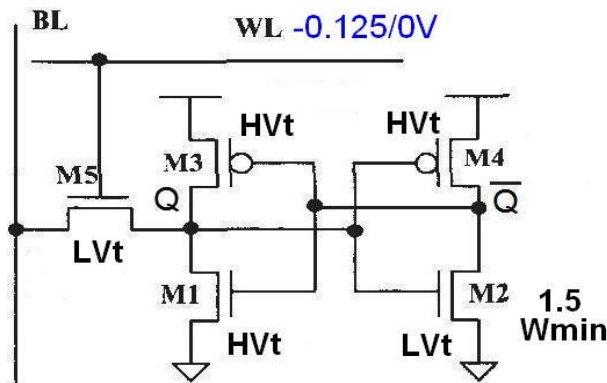 BL
WL -0.125/0V
HVt
HVt
M3
M4
M5
Q
Q̅
LVt
M1
M2
1.5
Wmin
HVt
LVt